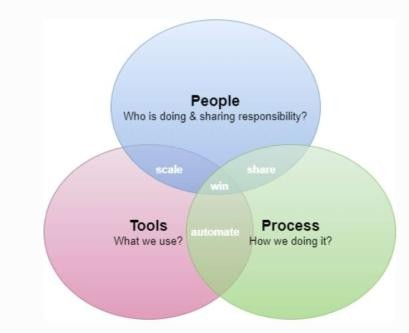 People
Who is doing & sharing responsibility?
scale
share
win
Tools
What we use?
automate
Process
How we doing it?